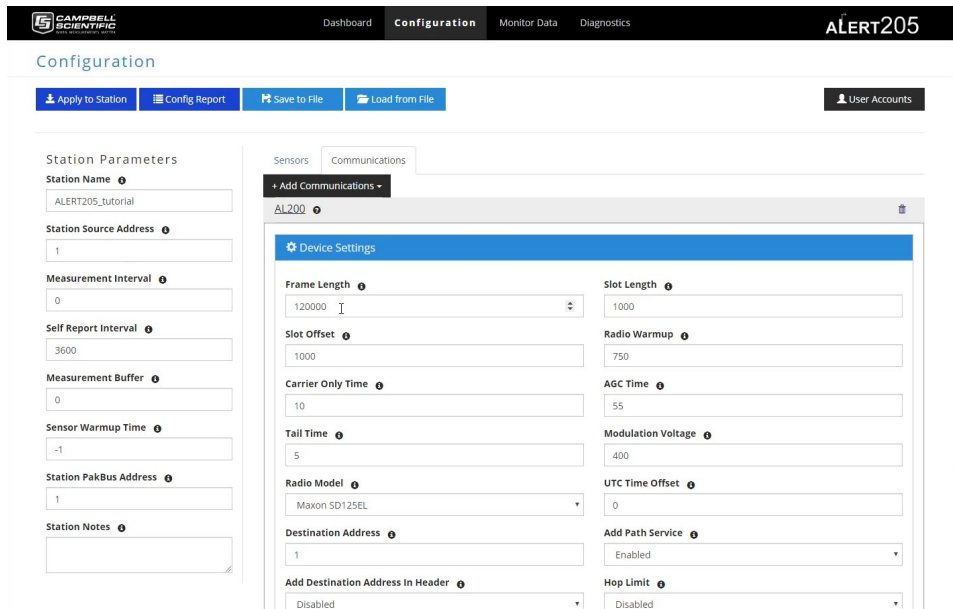 CAMPBELL
SCIENTIFIC
WHEN MEASUREMENTS MATTER
Dashboard
Configuration
Monitor Data
Diagnostics
ALERT205
Configuration
Apply to Station
Config Report
Save to File
Load from File
User Accounts
Station Parameters
Station Name
ALERT205_tutorial
Station Source Address
1
Measurement Interval
0
Self Report Interval
3600
Measurement Buffer
0
Sensor Warmup Time
-1
Station PakBus Address
1
Station Notes
Sensors
Communications
+ Add Communications
AL200
Device Settings
Frame Length
120000
Slot Length
1000
Slot Offset
1000
Radio Warmup
750
Carrier Only Time
10
AGC Time
55
Tail Time
5
Modulation Voltage
400
Radio Model
Maxon SD125EL
UTC Time Offset
0
Destination Address
1
Add Path Service
Enabled
Add Destination Address In Header
Disabled
Hop Limit
Disabled